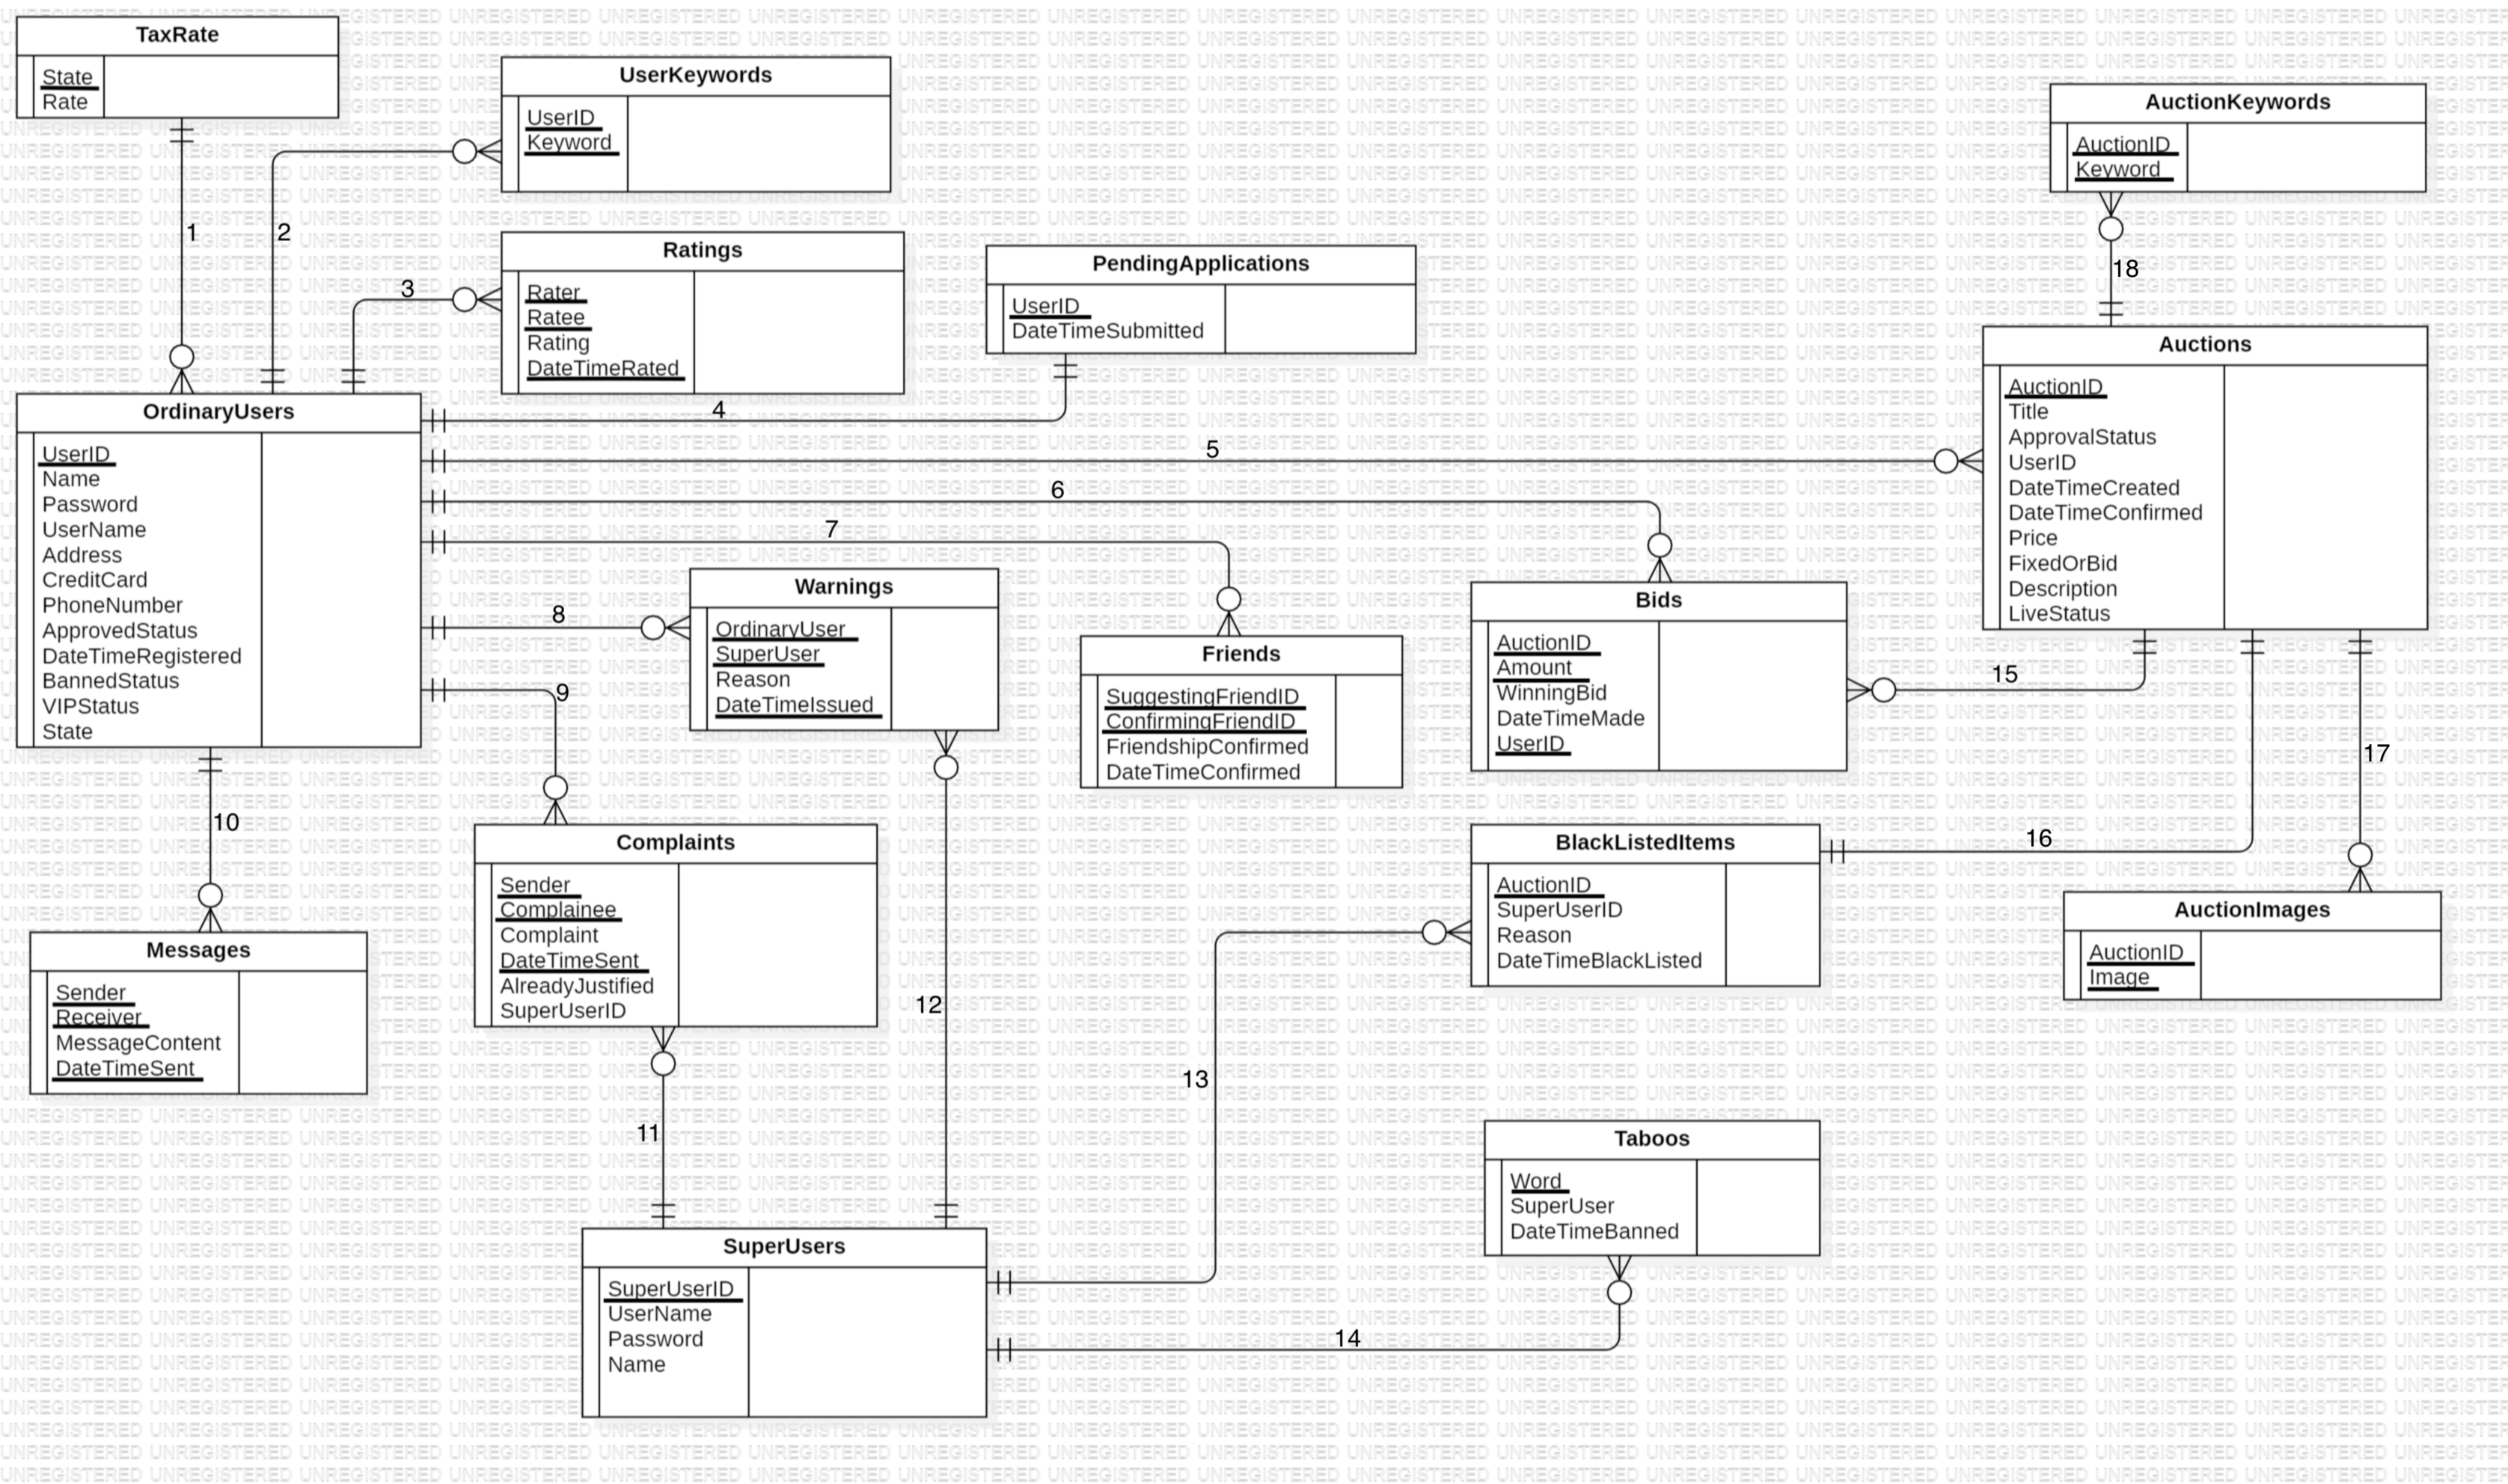 TaxRate
State
Rate
UserKeywords
UserID
Keyword
AuctionKeywords
AuctionID
Keyword
1
2
Ratings
Rater
Ratee
Rating
DateTimeRated
3
PendingApplications
UserID
DateTimeSubmitted
18
OrdinaryUsers
UserID
Name
Password
UserName
Address
CreditCard
PhoneNumber
ApprovedStatus
DateTimeRegistered
BannedStatus
VIPStatus
State
4
5
6
7
8
9
Auctions
AuctionID
Title
ApprovalStatus
UserID
DateTimeCreated
DateTimeConfirmed
Price
FixedOrBid
Description
LiveStatus
Warnings
OrdinaryUser
SuperUser
Reason
DateTimeIssued
Friends
SuggestingFriendID
ConfirmingFriendID
FriendshipConfirmed
DateTimeConfirmed
Bids
AuctionID
Amount
WinningBid
DateTimeMade
UserID
15
17
10
Complaints
Sender
Complainee
Complaint
DateTimeSent
AlreadyJustified
SuperUserID
BlackListedItems
AuctionID
SuperUserID
Reason
DateTimeBlackListed
16
AuctionImages
AuctionID
Image
Messages
Sender
Receiver
MessageContent
DateTimeSent
12
13
11
Taboos
Word
SuperUser
DateTimeBanned
SuperUsers
SuperUserID
UserName
Password
Name
14
UNREGISTERED